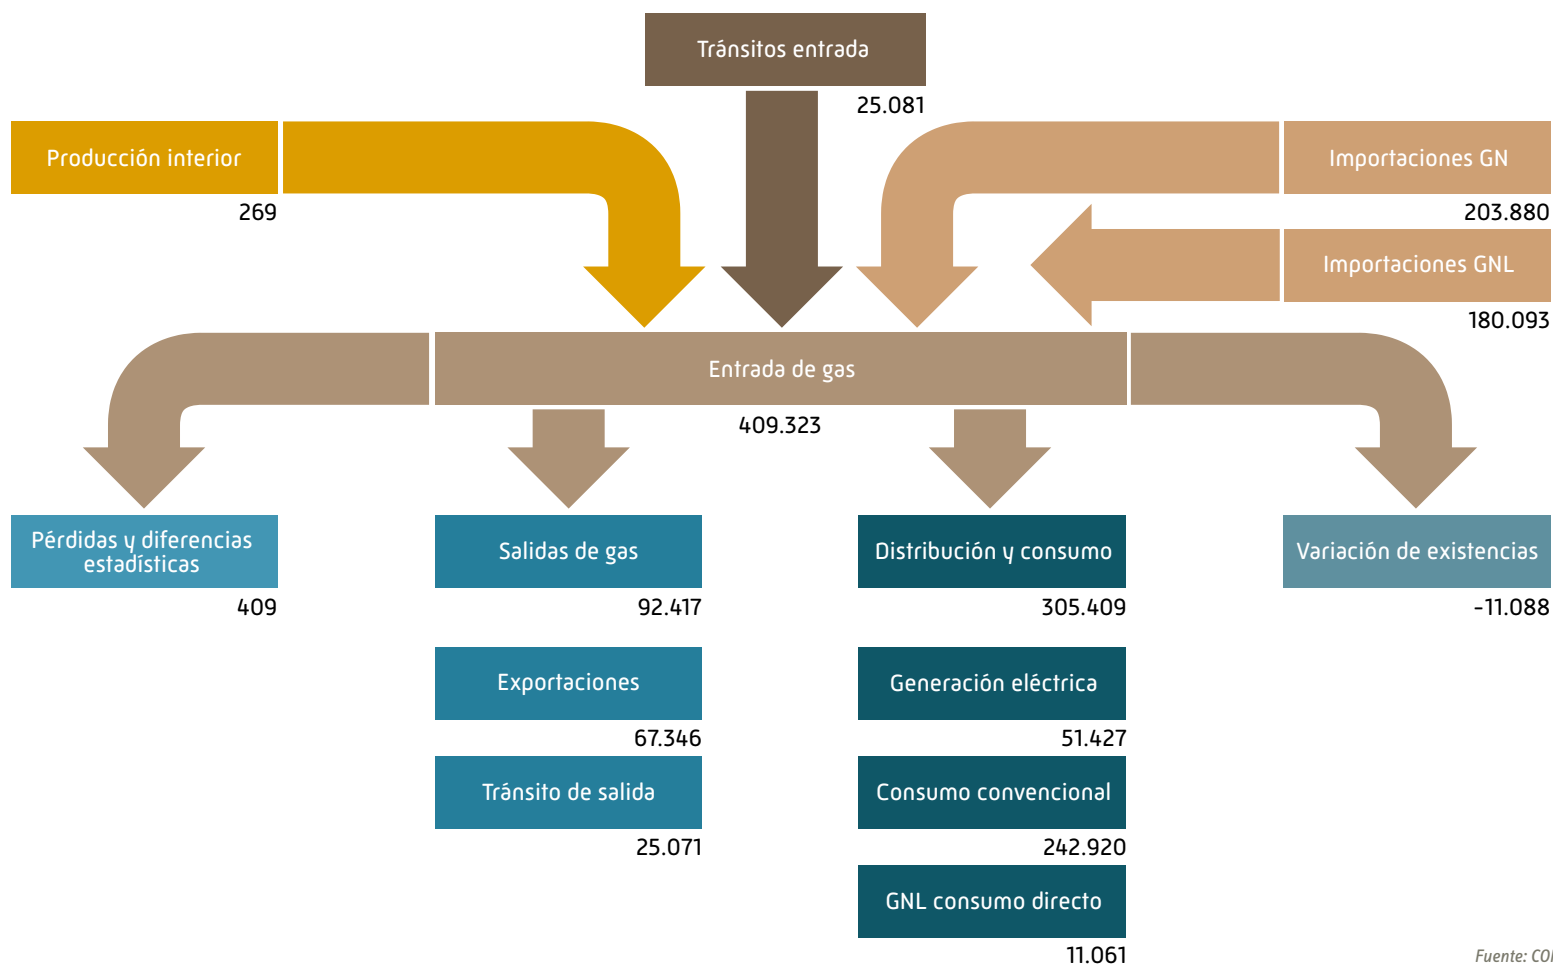 Tránsitos entrada
25.081
Producción interior
269
Importaciones GN
203.880
Importaciones GNL
180.093
Entrada de gas
409.323
Pérdidas y diferencias
estadísticas
409
Salidas de gas
92.417
Exportaciones
67.346
Tránsito de salida
25.071
Distribución y consumo
305.409
Generación eléctrica
51.427
Consumo convencional
242.920
GNL consumo directo
11.061
Variación de existencias
-11.088
Fuente: